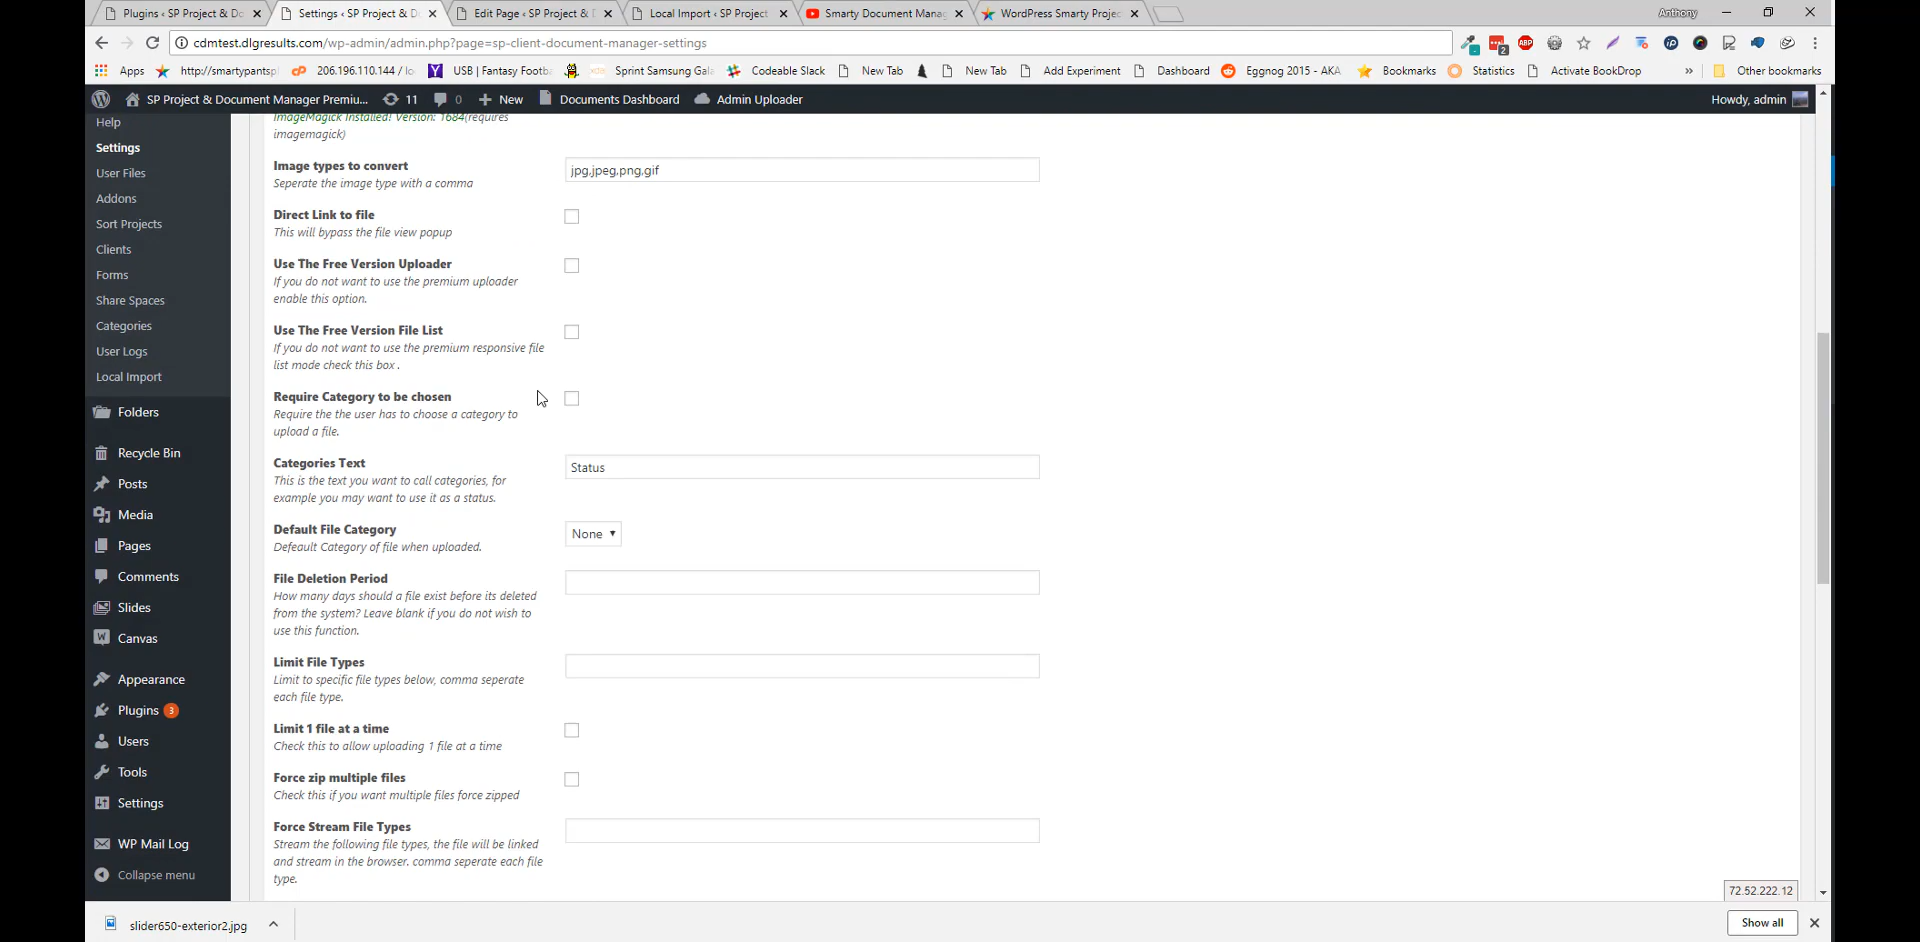 Plugins ‹ SP Project & Do
Settings ‹ SP Project & D
Edit Page ‹ SP Project &
Local Import ‹ SP Project
Smarty Document Mana
WordPress Smarty Projec
Anthony
cdmtest.dlgresults.com/wp-admin/admin.php?page=sp-client-document-manager-settings
2
ABP
Apps
http://smartypantsp
206.196.110.144 / lo
USB | Fantasy Footba
Sprint Samsung Gala
Codeable Slack
New Tab
New Tab
Add Experiment
Dashboard
Eggnog 2015 - AKA
Bookmarks
Statistics
Activate BookDrop
»
Other bookmarks
SP Project & Document Manager Premiu...
11
0
New
Documents Dashboard
Admin Uploader
Howdy, admin
Help
Settings
User Files
Addons
Sort Projects
Clients
Forms
Share Spaces
Categories
User Logs
Local Import
Folders
Recycle Bin
Posts
Media
Pages
Comments
Slides
Canvas
Appearance
Plugins 3
Users
Tools
Settings
WP Mail Log
Collapse menu
ImageMagick Installed! Version: 1684(requires
imagemagick)
Image types to convert
Seperate the image type with a comma
jpg,jpeg,png,gif
Direct Link to file
This will bypass the file view popup
Use The Free Version Uploader
If you do not want to use the premium uploader
enable this option.
Use The Free Version File List
If you do not want to use the premium responsive file
list mode check this box .
Require Category to be chosen
Require the the user has to choose a category to
upload a file.
Categories Text
This is the text you want to call categories, for
example you may want to use it as a status.
Status
Default File Category
Defeault Category of file when uploaded.
None
File Deletion Period
How many days should a file exist before its deleted
from the system? Leave blank if you do not wish to
use this function.
Limit File Types
Limit to specific file types below, comma seperate
each file type.
Limit 1 file at a time
Check this to allow uploading 1 file at a time
Force zip multiple files
Check this if you want multiple files force zipped
Force Stream File Types
Stream the following file types, the file will be linked
and stream in the browser. comma seperate each file
type.
72.52.222.12
slider650-exterior2.jpg
Show all